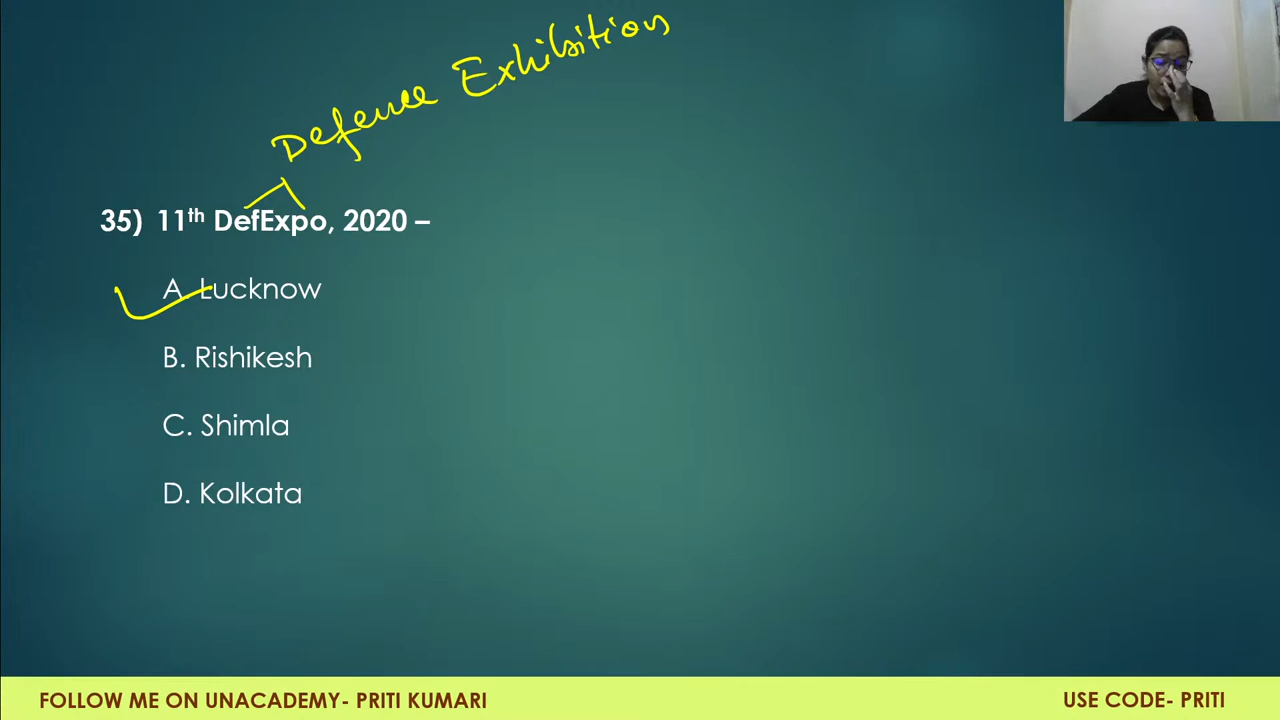 Defence Exhibition
35) 11th DefExpo, 2020 –
A. Lucknow
B. Rishikesh
C. Shimla
D. Kolkata
FOLLOW ME ON UNACADEMY- PRITI KUMARI
USE CODE- PRITI